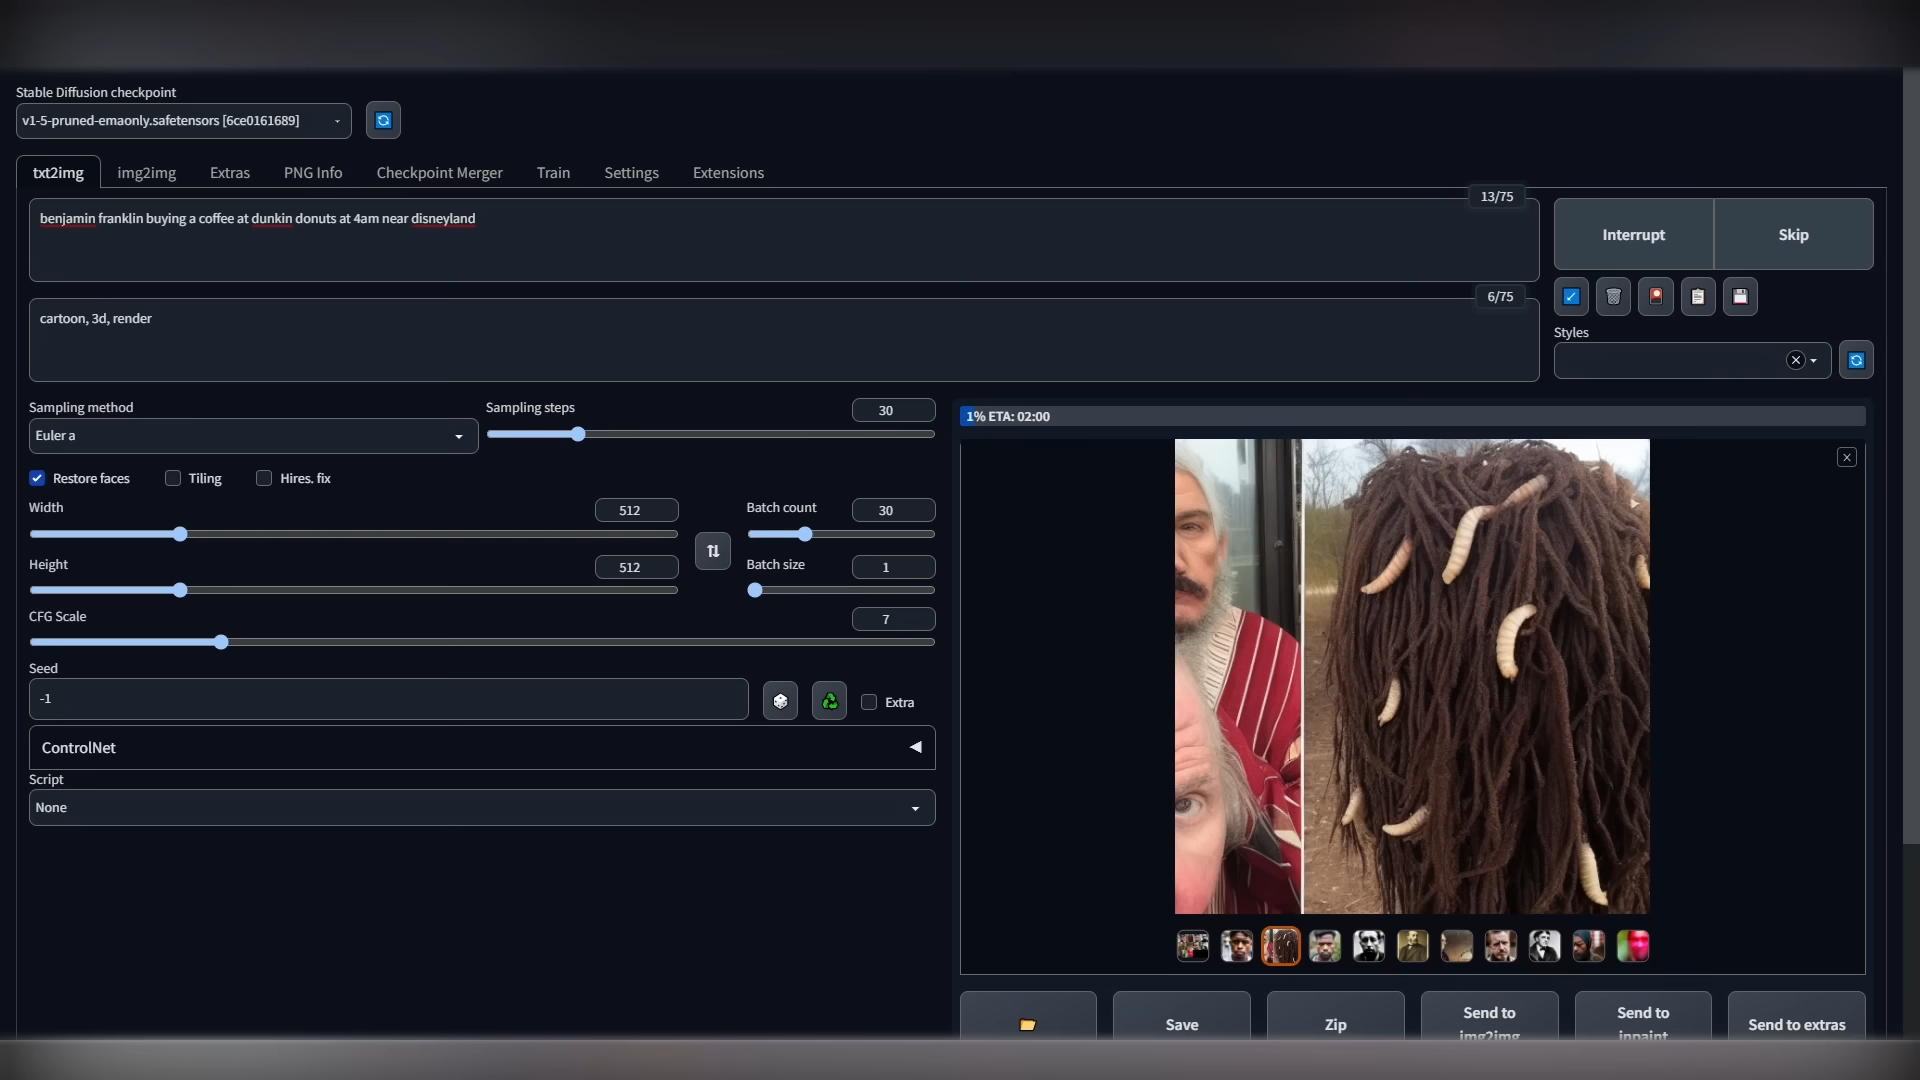 Stable Diffusion checkpoint
v1-5-pruned-emaonly.safetensors [6ce0161689]
txt2img
img2img
Extras
PNG Info
Checkpoint Merger
Train
Settings
Extensions
13/75
benjamin franklin buying a coffee at dunkin donuts at 4am near disneyland
Interrupt
Skip
6/75
cartoon, 3d, render
Styles
Sampling method
Euler a
Sampling steps
30
1% ETA: 02:00
Restore faces
Tiling
Hires. fix
Width
512
Batch count
30
Height
512
Batch size
1
CFG Scale
7
Seed
-1
Extra
ControlNet
Script
None
Save
Zip
Send to
img2img
Send to
inpaint
Send to extras